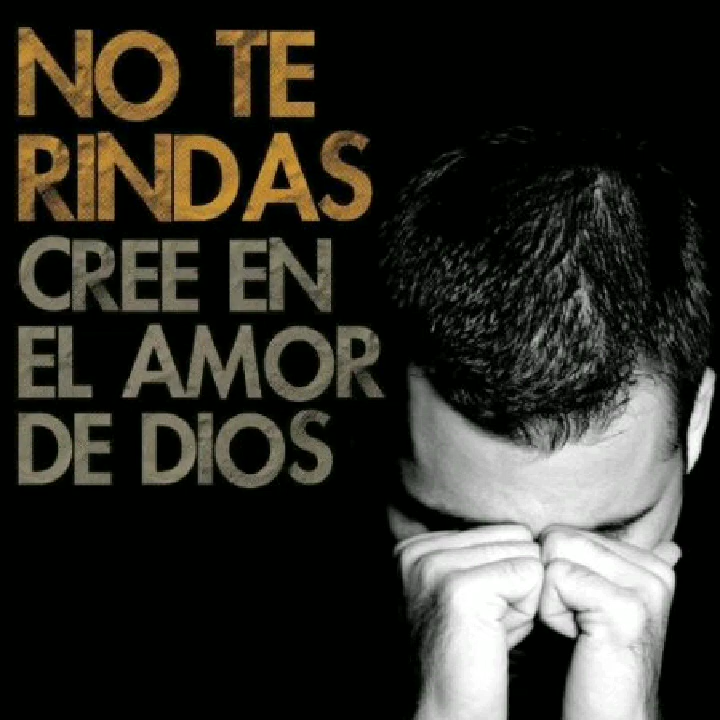 NO TE
RINDAS
CREE EN
EL AMOR
DE DIOS